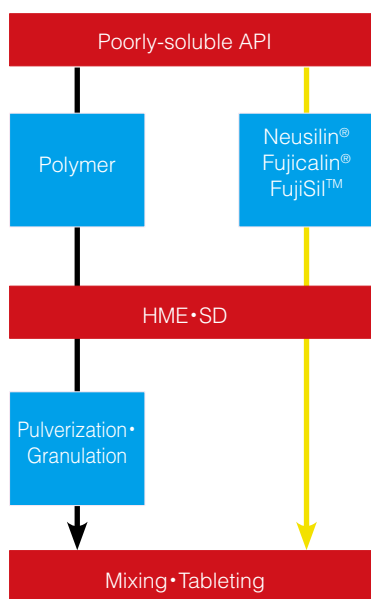 Poorly-soluble API
Polymer
Neusilin®
Fujicalin®
FujiSil™
HME•SD
Pulverization•
Granulation
Mixing•Tableting